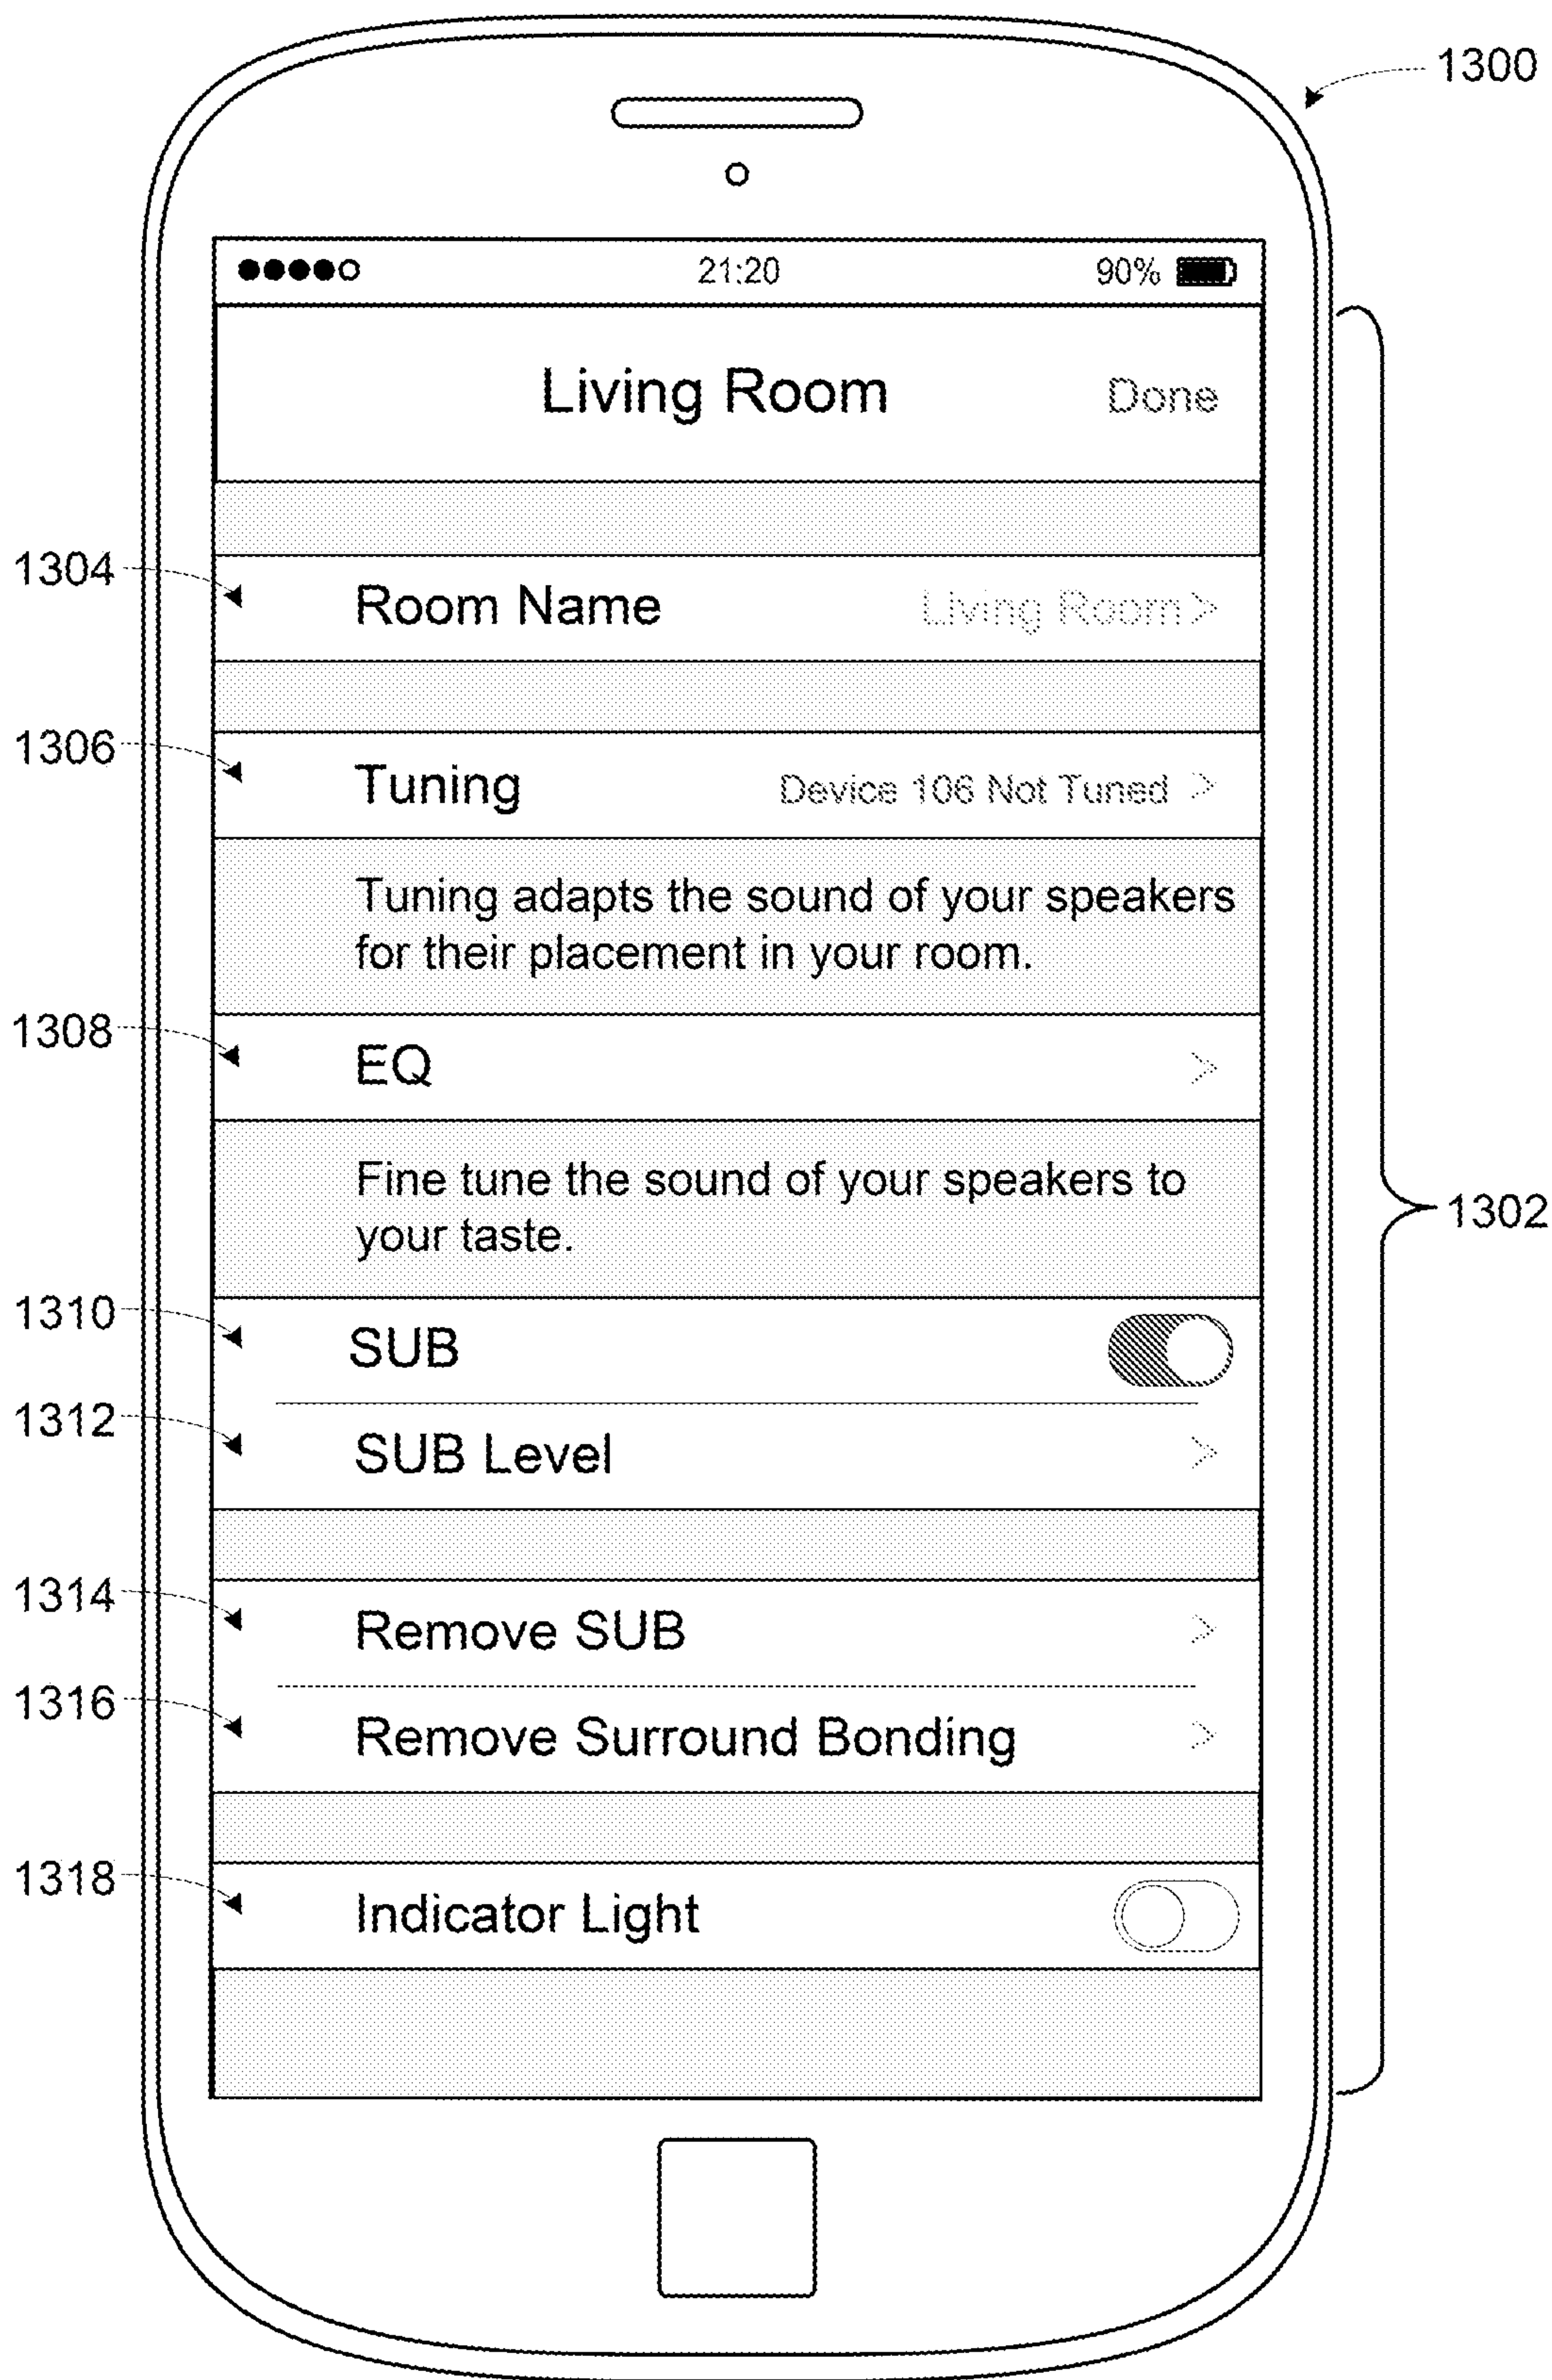 1300
21:20 90%
Living Room Done
1304 Room Name Living Room >
1306 Tuning Device 106 Not Tuned >
Tuning adapts the sound of your speakers
for their placement in your room.
1308 EQ >
Fine tune the sound of your speakers to
your taste.
1302
1310 SUB
1312 SUB Level >
1314 Remove SUB >
1316 Remove Surround Bonding >
1318 Indicator Light